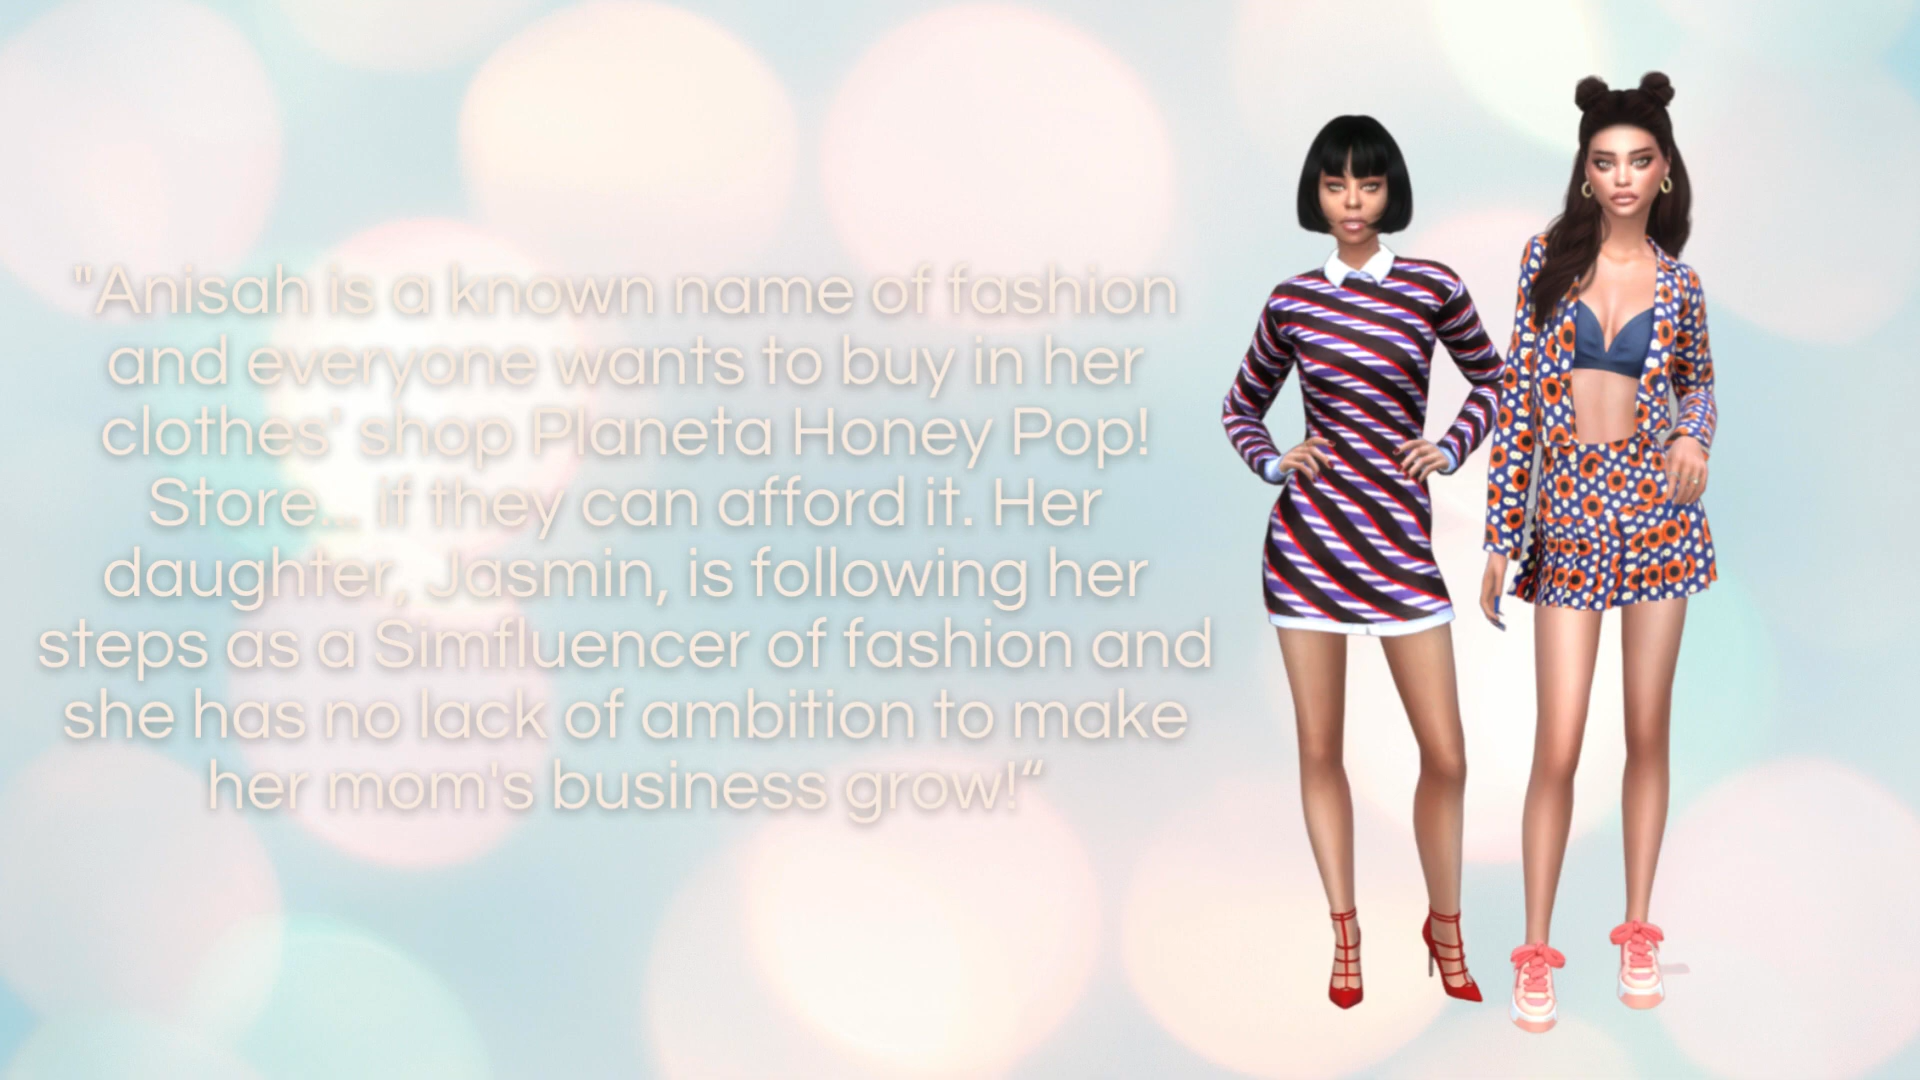 "Anisah is a known name of fashion
and everyone wants to buy in her
clothes' shop Planeta Honey Pop!
Store... if they can afford it. Her
daughter, Jasmin, is following her
steps as a Simfluencer of fashion and
she has no lack of ambition to make
her mom's business grow!“